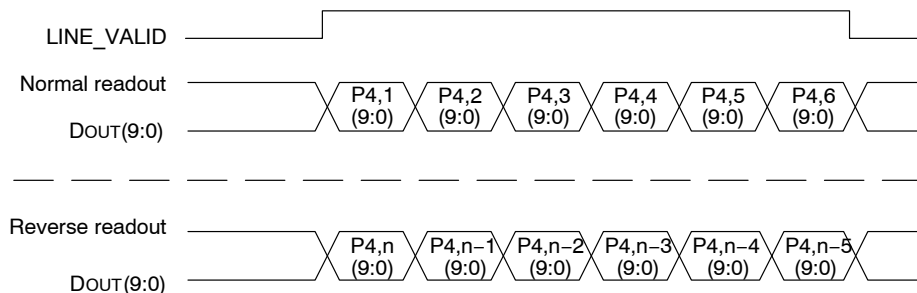 LINE_VALID
Normal readout
P4,1 P4,2 P4,3 P4,4 P4,5 P4,6
(9:0) (9:0) (9:0) (9:0) (9:0) (9:0)
DOUT(9:0)
Reverse readout
P4,n P4,n−1 P4,n−2 P4,n−3 P4,n−4 P4,n−5
(9:0) (9:0) (9:0) (9:0) (9:0) (9:0)
DOUT(9:0)